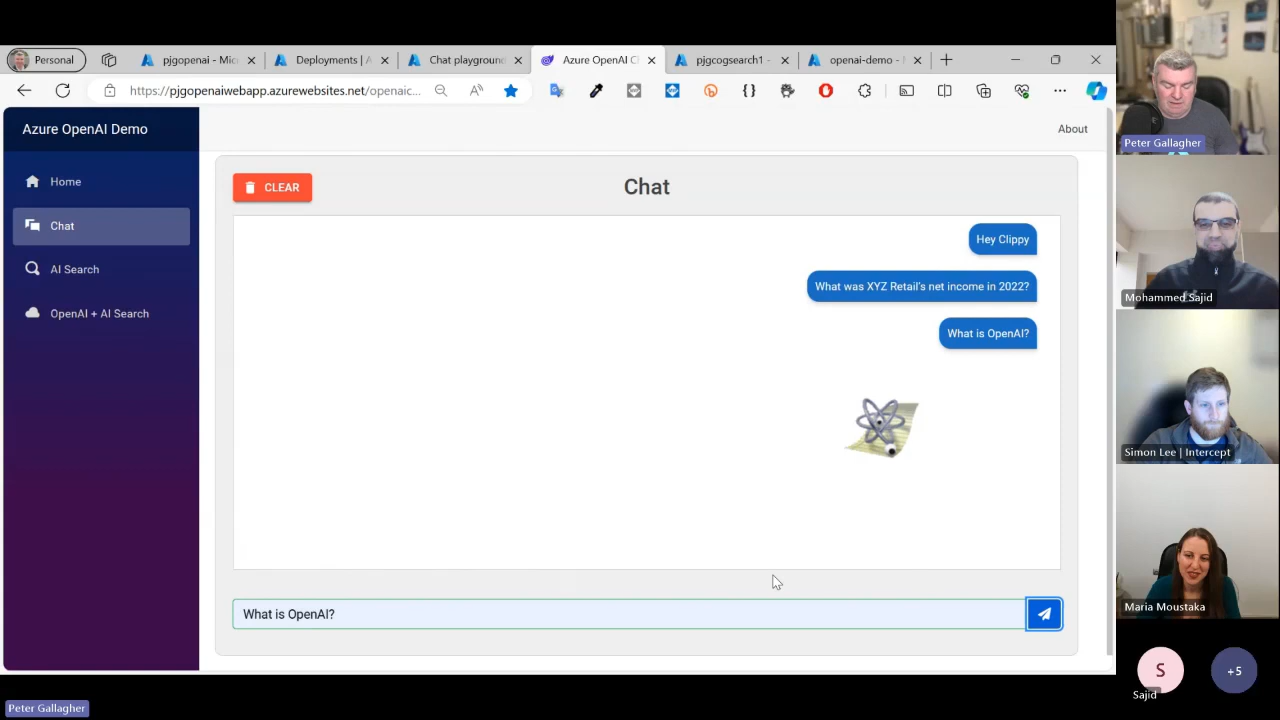 Personal
pjgopenai - Mic
Deployments | A
Chat playground
Azure OpenAI C
pjgcogsearch1 -
openai-demo -
https://pjgopenaiwebapp.azurewebsites.net/openaic...
Azure OpenAI Demo
About
Home
Chat
AI Search
OpenAI + AI Search
CLEAR
Chat
Hey Clippy
What was XYZ Retail's net income in 2022?
What is OpenAI?
What is OpenAI?
Peter Gallagher
Mohammed Sajid
Simon Lee | Intercept
Maria Moustaka
S
Sajid
+5
Peter Gallagher